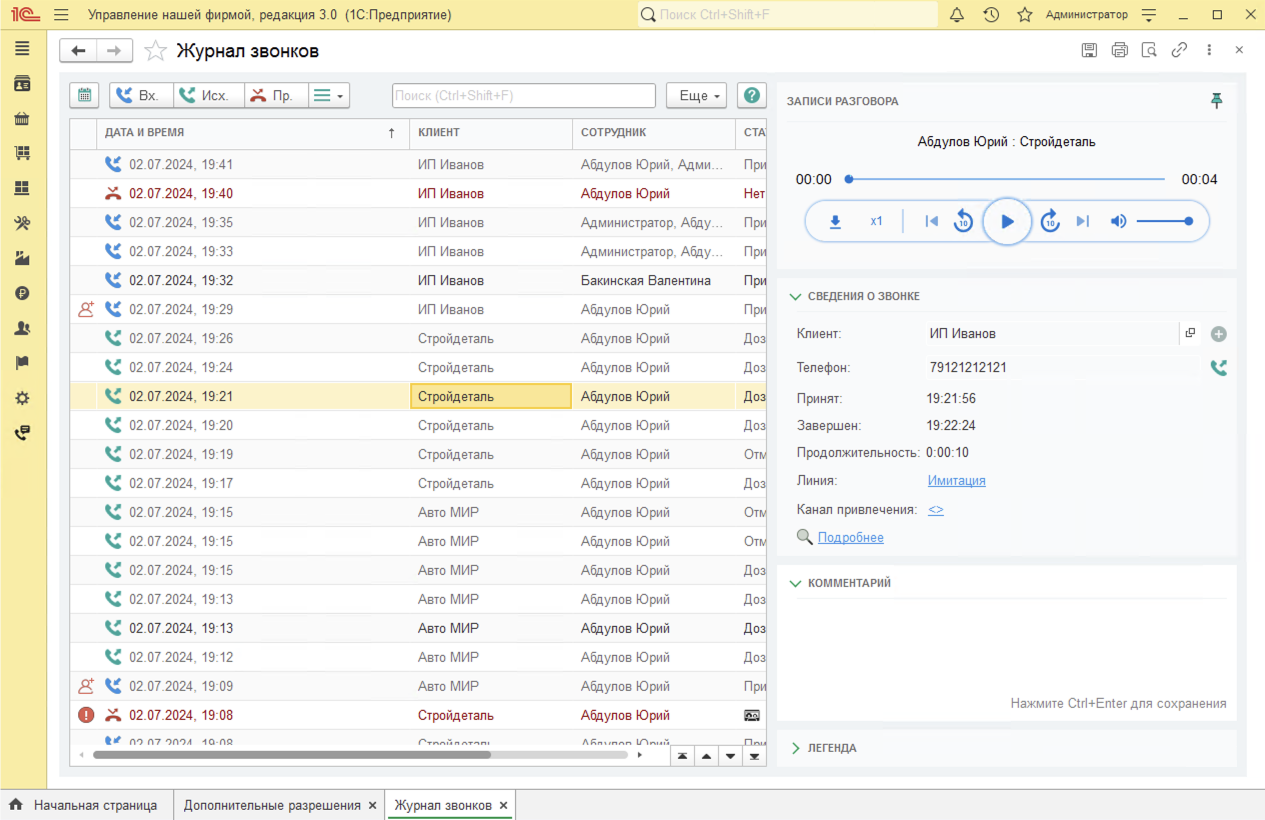 1С Управление нашей фирмой, редакция 3.0 (1С:Предприятие) Поиск Ctrl+Shift+F Администратор
Журнал звонков
Вх. Исх. Пр. Поиск (Ctrl+Shift+F) Еще ?
ДАТА И ВРЕМЯ ↑ КЛИЕНТ СОТРУДНИК СТА
02.07.2024, 19:41 ИП Иванов Абдулов Юрий, Адми... При
02.07.2024, 19:40 ИП Иванов Абдулов Юрий Нет
02.07.2024, 19:35 ИП Иванов Администратор, Абду... При
02.07.2024, 19:33 ИП Иванов Администратор, Абду... При
02.07.2024, 19:32 ИП Иванов Бакинская Валентина При
02.07.2024, 19:29 ИП Иванов Абдулов Юрий При
02.07.2024, 19:26 Стройдеталь Абдулов Юрий Доз
02.07.2024, 19:24 Стройдеталь Абдулов Юрий Доз
02.07.2024, 19:21 Стройдеталь Абдулов Юрий Доз
02.07.2024, 19:20 Стройдеталь Абдулов Юрий Доз
02.07.2024, 19:19 Стройдеталь Абдулов Юрий Отм
02.07.2024, 19:17 Стройдеталь Абдулов Юрий Доз
02.07.2024, 19:15 Авто МИР Абдулов Юрий Отм
02.07.2024, 19:15 Авто МИР Абдулов Юрий Отм
02.07.2024, 19:15 Авто МИР Абдулов Юрий Доз
02.07.2024, 19:13 Авто МИР Абдулов Юрий Доз
02.07.2024, 19:13 Авто МИР Абдулов Юрий Доз
02.07.2024, 19:12 Авто МИР Абдулов Юрий Доз
02.07.2024, 19:09 Авто МИР Абдулов Юрий При
02.07.2024, 19:08 Стройдеталь Абдулов Юрий
02.07.2024, 19:08 Стройдеталь Абдулов Юрий При
ЗАПИСИ РАЗГОВОРА
Абдулов Юрий : Стройдеталь
00:00 00:04
x1 10 10
СВЕДЕНИЯ О ЗВОНКЕ
Клиент: ИП Иванов
Телефон: 79121212121
Принят: 19:21:56
Завершен: 19:22:24
Продолжительность: 0:00:10
Линия: Имитация
Канал привлечения: <>
Подробнее
КОММЕНТАРИЙ
Нажмите Ctrl+Enter для сохранения
ЛЕГЕНДА
Начальная страница Дополнительные разрешения × Журнал звонков ×